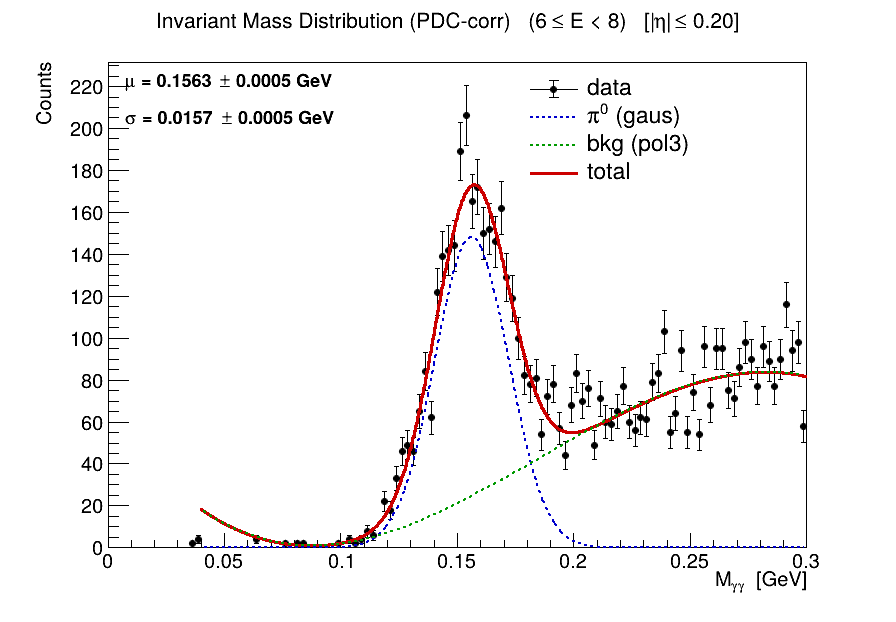 Invariant Mass Distribution (PDC-corr) (6 ≤ E < 8) [|η| ≤ 0.20]
Counts
μ = 0.1563 ± 0.0005 GeV
σ = 0.0157 ± 0.0005 GeV
data
π⁰ (gaus)
bkg (pol3)
total
220
200
180
160
140
120
100
80
60
40
20
0
0 0.05 0.1 0.15 0.2 0.25 0.3
M_γγ [GeV]